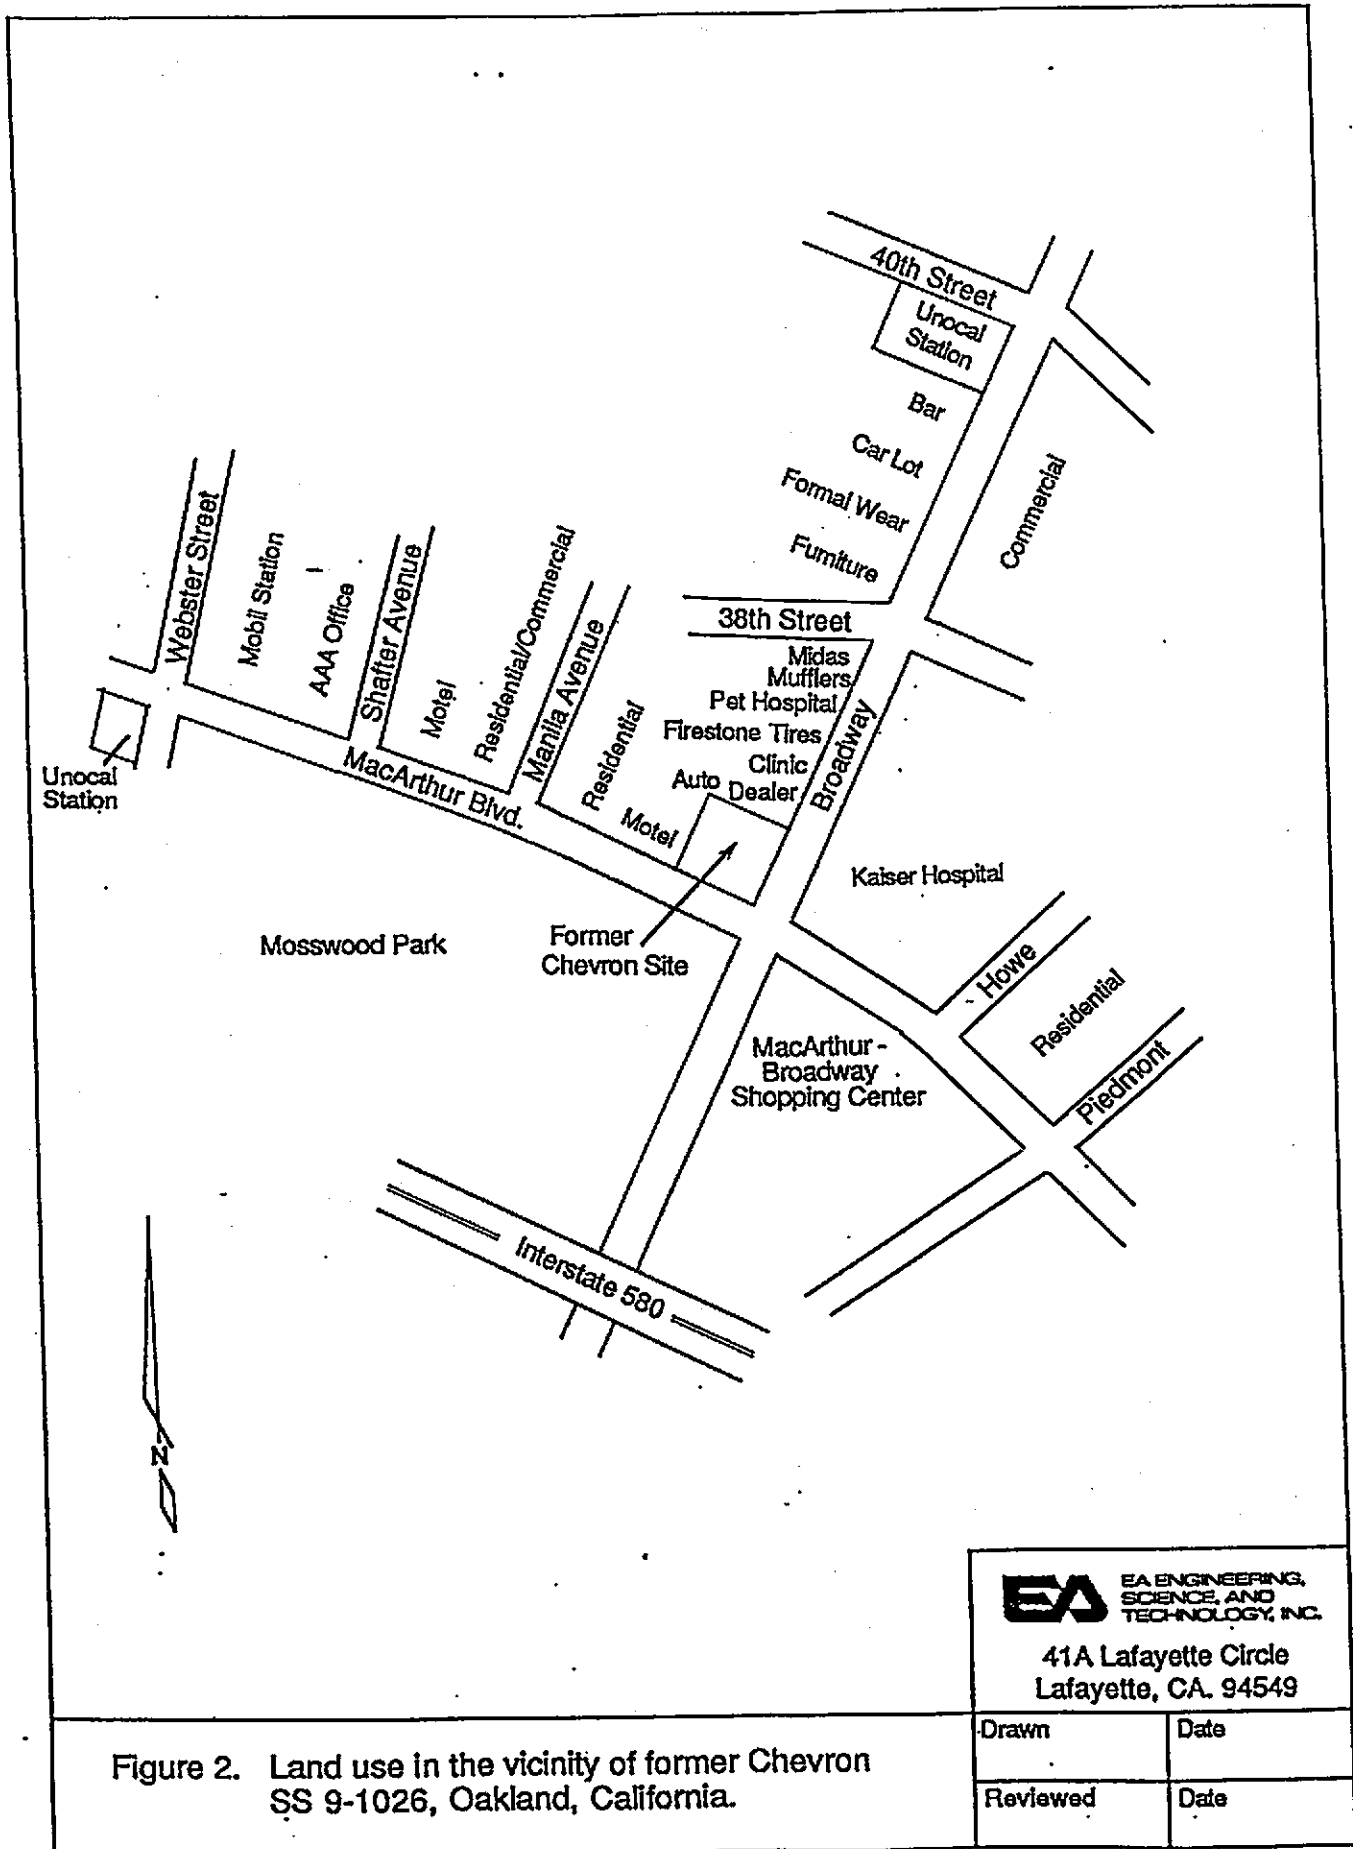 40th Street
Unocal
Station
Bar
Car Lot
Formal Wear
Furniture
Commercial
Webster Street
Mobil Station
AAA Office
Shafter Avenue
Motel
Residential/Commercial
Manila Avenue
Residential
Motel
38th Street
Midas
Mufflers
Pet Hospital
Firestone Tires
Clinic
Auto Dealer
Broadway
Unocal
Station
MacArthur Blvd.
Kaiser Hospital
Mosswood Park
Former
Chevron Site
Howe
Residential
Piedmont
MacArthur -
Broadway
Shopping Center
Interstate 580
N
EA
EA ENGINEERING,
SCIENCE, AND
TECHNOLOGY, INC.
41A Lafayette Circle
Lafayette, CA. 94549
Drawn
Date
Reviewed
Date
Figure 2. Land use in the vicinity of former Chevron
SS 9-1026, Oakland, California.